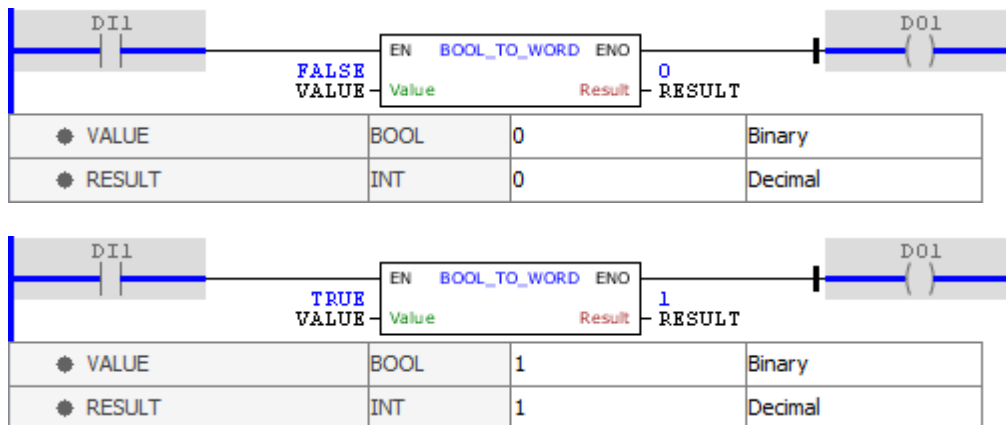 DI1 DO1
EN BOOL_TO_WORD ENO
FALSE 0
VALUE Value Result RESULT
VALUE BOOL 0 Binary
RESULT INT 0 Decimal
DI1 DO1
EN BOOL_TO_WORD ENO
TRUE 1
VALUE Value Result RESULT
VALUE BOOL 1 Binary
RESULT INT 1 Decimal